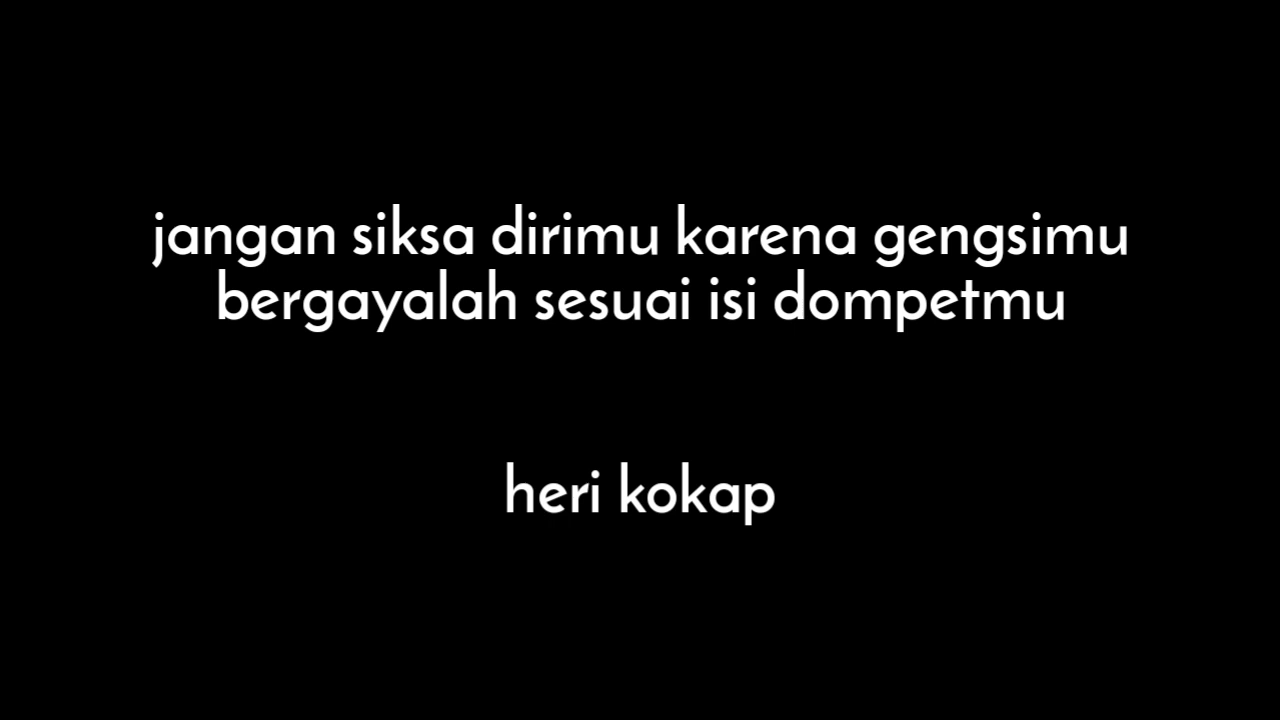 jangan siksa dirimu karena gengsimu
bergayalah sesuai isi dompetmu
heri kokap